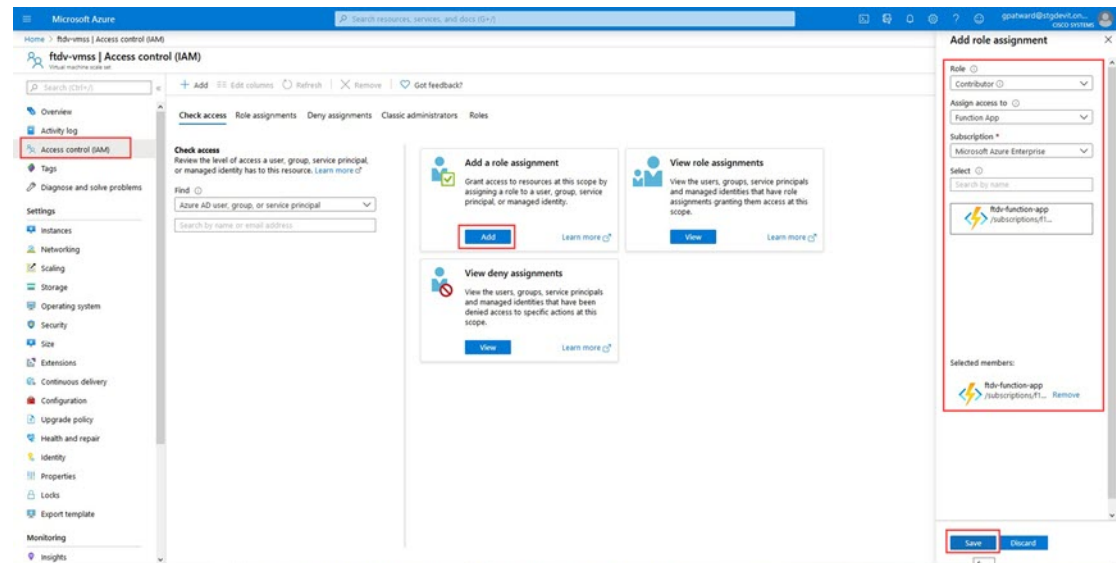 Microsoft Azure
Search resources, services, and docs (G+/)
gpatward@stgdevit.on...
CISCO SYSTEMS
Home > ftdv-vmss | Access control (IAM)
ftdv-vmss | Access control (IAM)
Virtual machine scale set
Search (Ctrl+/)
Overview
Activity log
Access control (IAM)
Tags
Diagnose and solve problems
Settings
Instances
Networking
Scaling
Storage
Operating system
Security
Size
Extensions
Continuous delivery
Configuration
Upgrade policy
Health and repair
Identity
Properties
Locks
Export template
Monitoring
Insights
Add Edit columns Refresh Remove Got feedback?
Check access Role assignments Deny assignments Classic administrators Roles
Check access
Review the level of access a user, group, service principal,
or managed identity has to this resource. Learn more
Find
Azure AD user, group, or service principal
Search by name or email address
Add a role assignment
Grant access to resources at this scope by
assigning a role to a user, group, service
principal, or managed identity.
Add Learn more
View role assignments
View the users, groups, service principals
and managed identities that have role
assignments granting them access at this
scope.
View Learn more
View deny assignments
View the users, groups, service principals
and managed identities that have been
denied access to specific actions at this
scope.
View Learn more
Add role assignment
Role
Contributor
Assign access to
Function App
Subscription *
Microsoft Azure Enterprise
Select
Search by name
ftdv-function-app
/subscriptions/f1...
Selected members:
ftdv-function-app
/subscriptions/f1... Remove
Save Discard